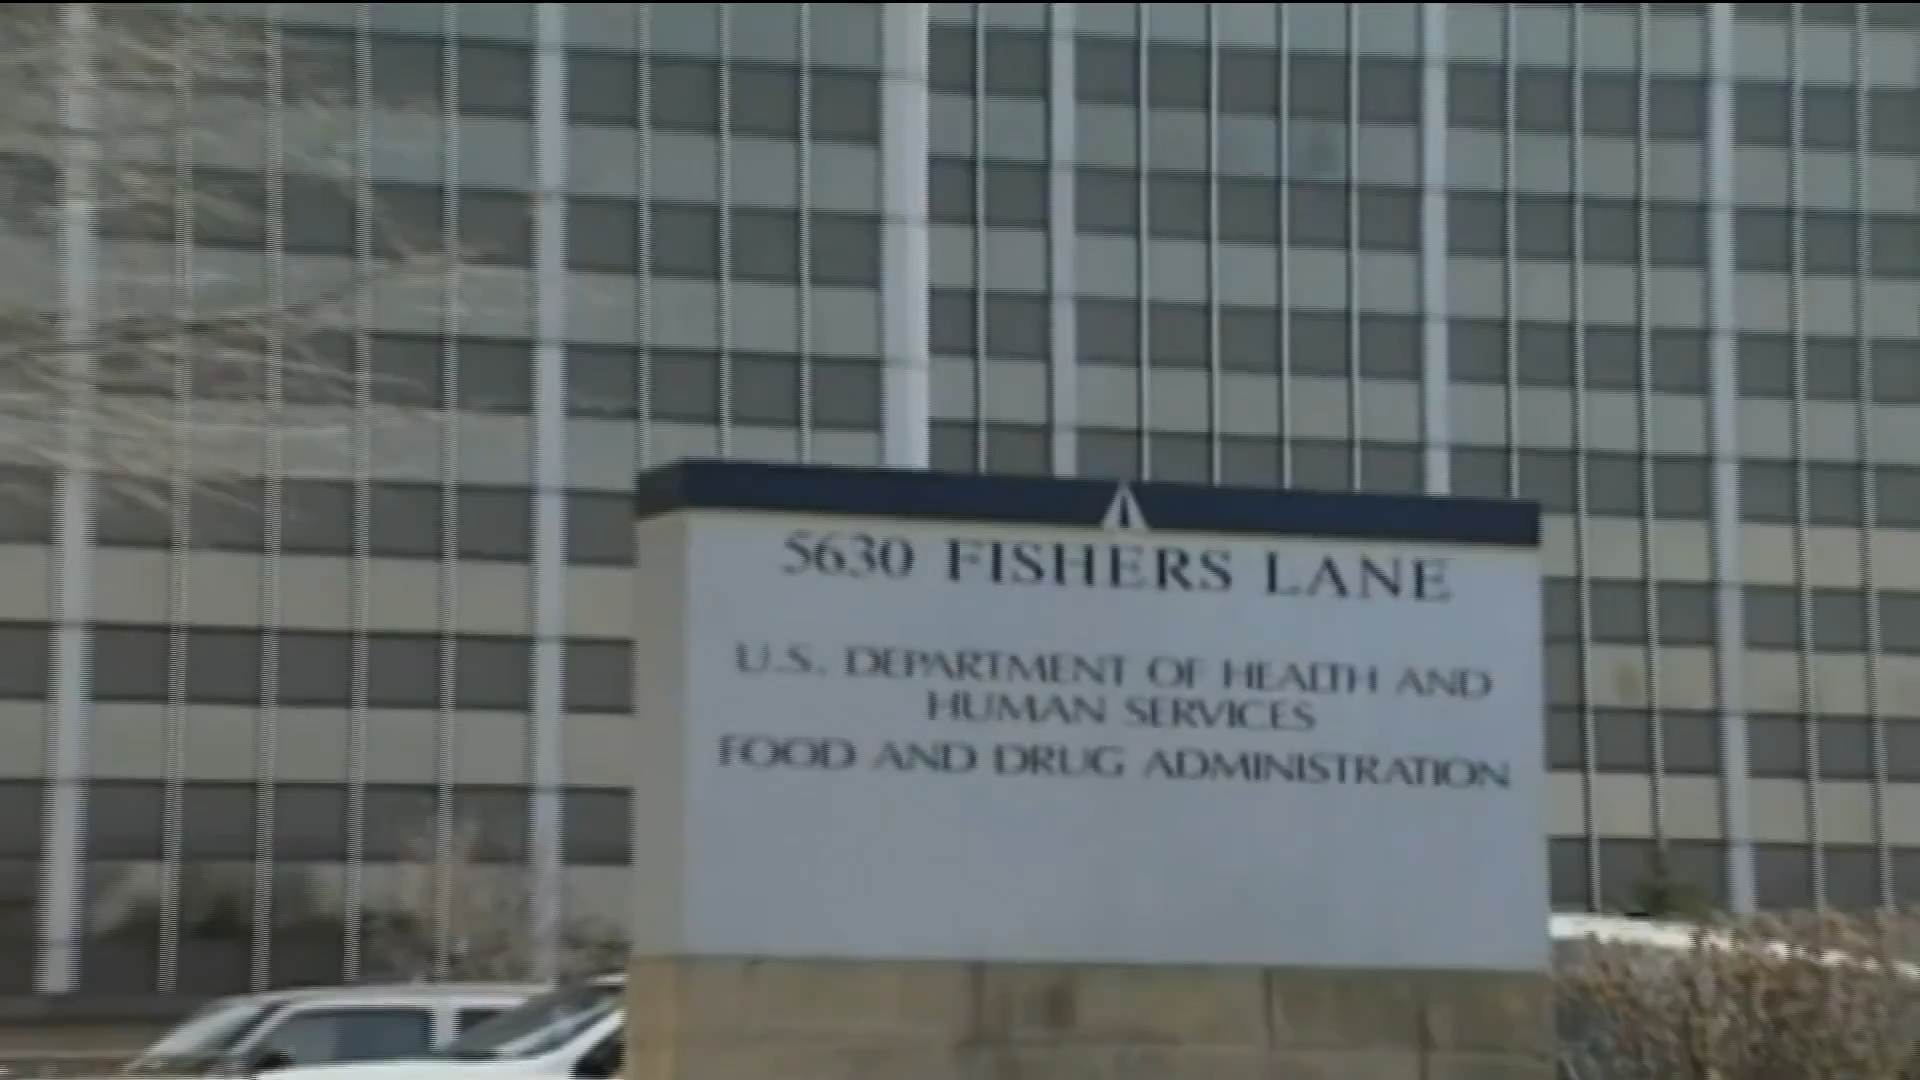 5630 FISHERS LANE
U.S. DEPARTMENT OF HEALTH AND
HUMAN SERVICES
FOOD AND DRUG ADMINISTRATION